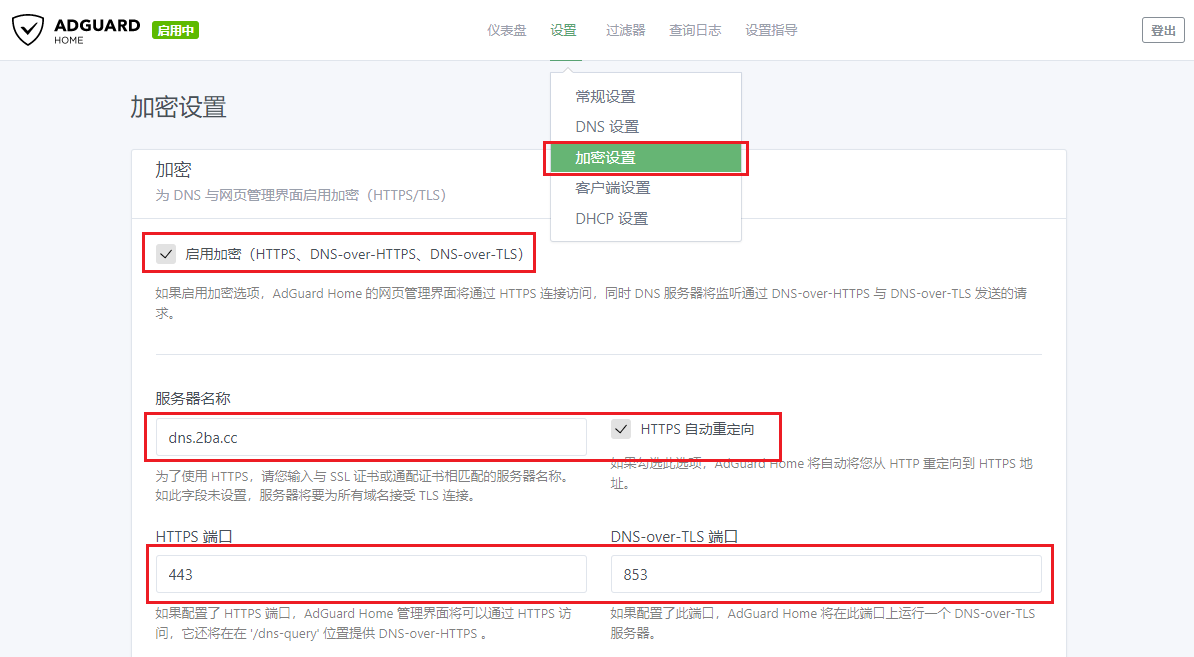 ADGUARD
HOME
启用中
仪表盘
设置
过滤器
查询日志
设置指导
登出
常规设置
DNS 设置
加密设置
客户端设置
DHCP 设置
加密设置
加密
为 DNS 与网页管理界面启用加密（HTTPS/TLS）
启用加密（HTTPS、DNS-over-HTTPS、DNS-over-TLS）
如果启用加密选项，AdGuard Home 的网页管理界面将通过 HTTPS 连接访问，同时 DNS 服务器将监听通过 DNS-over-HTTPS 与 DNS-over-TLS 发送的请
求。
服务器名称
dns.2ba.cc
HTTPS 自动重定向
为了使用 HTTPS，请您输入与 SSL 证书或通配证书相匹配的服务器名称。
如此字段未设置，服务器将要为所有域名接受 TLS 连接。
如果勾选此选项，AdGuard Home 将自动将您从 HTTP 重定向到 HTTPS 地
址。
HTTPS 端口
443
如果配置了 HTTPS 端口，AdGuard Home 管理界面将可以通过 HTTPS 访
问，它还将在在 '/dns-query' 位置提供 DNS-over-HTTPS 。
DNS-over-TLS 端口
853
如果配置了此端口，AdGuard Home 将在此端口上运行一个 DNS-over-TLS
服务器。